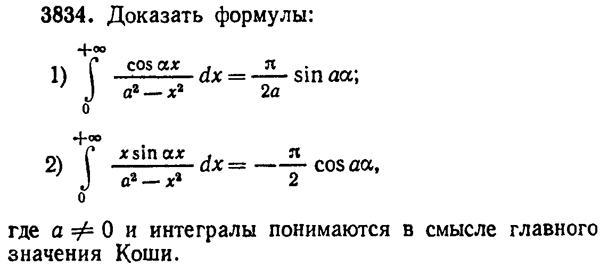 3834. Доказать формулы:
1) \int_0^{+\infty} \frac{\cos \alpha x}{a^2 - x^2} dx = \frac{\pi}{2a} \sin a\alpha;
2) \int_0^{+\infty} \frac{x \sin \alpha x}{a^2 - x^2} dx = -\frac{\pi}{2} \cos a\alpha,
где a ≠ 0 и интегралы понимаются в смысле главного
значения Коши.